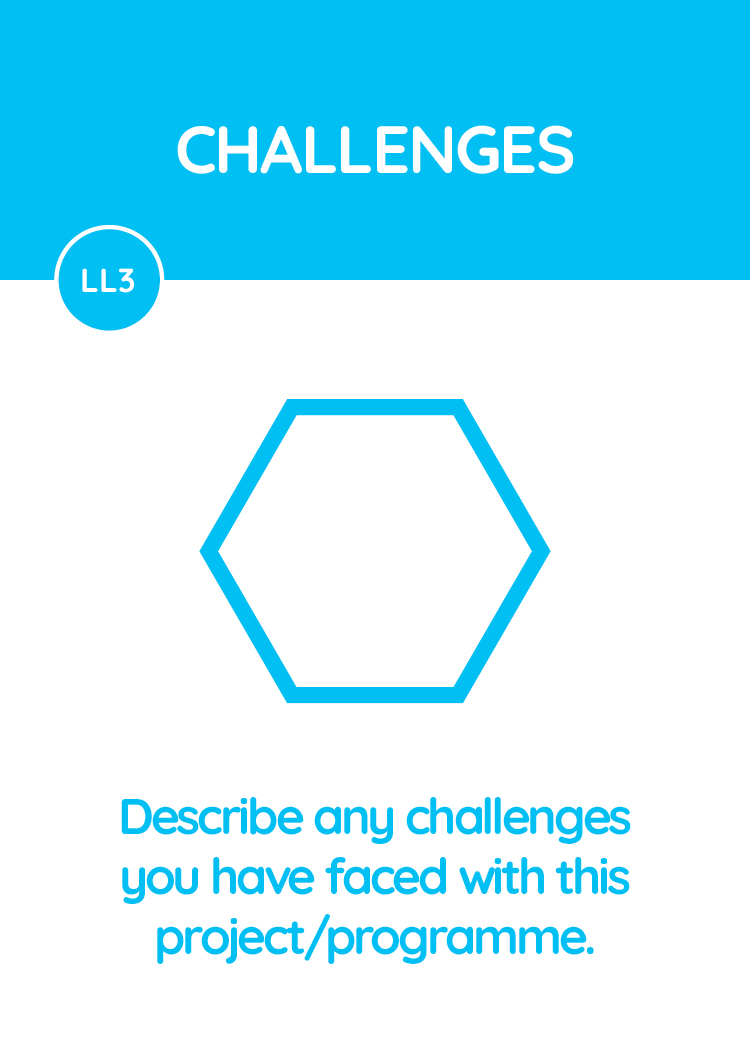 CHALLENGES
LL3
Describe any challenges
you have faced with this
project/programme.